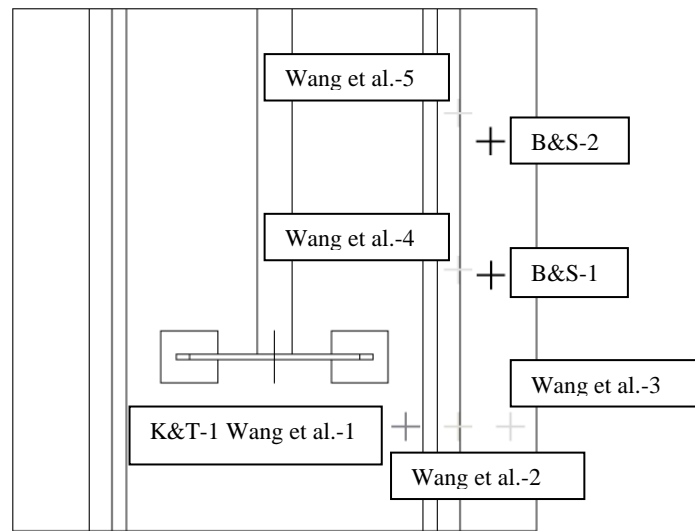 Wang et al.-5
B&S-2
Wang et al.-4
B&S-1
Wang et al.-3
K&T-1 Wang et al.-1
Wang et al.-2